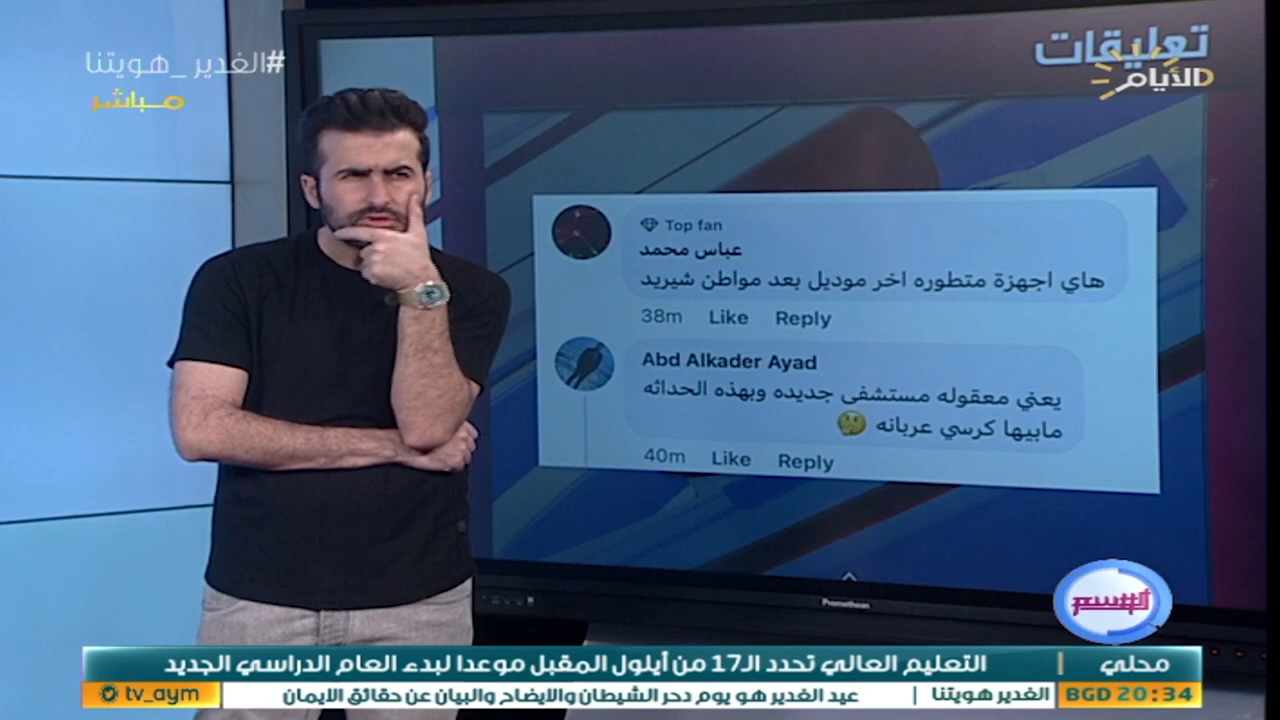 #الغدير_هويتنا
مباشر
تعليقات
الأيام
Top fan
عباس محمد
هاي اجهزة متطوره اخر موديل بعد مواطن شيريد
38m Like Reply
Abd Alkader Ayad
يعني معقوله مستشفى جديده وبهذه الحداثه
مابيها كرسي عربانه 🤔
40m Like Reply
Promethean
محلي | التعليم العالي تحدد الـ17 من أيلول المقبل موعدا لبدء العام الدراسي الجديد
BGD 20:34 الغدير هويتنا | عيد الغدير هو يوم دحر الشيطان والايضاح والبيان عن حقائق الايمان tv_aym